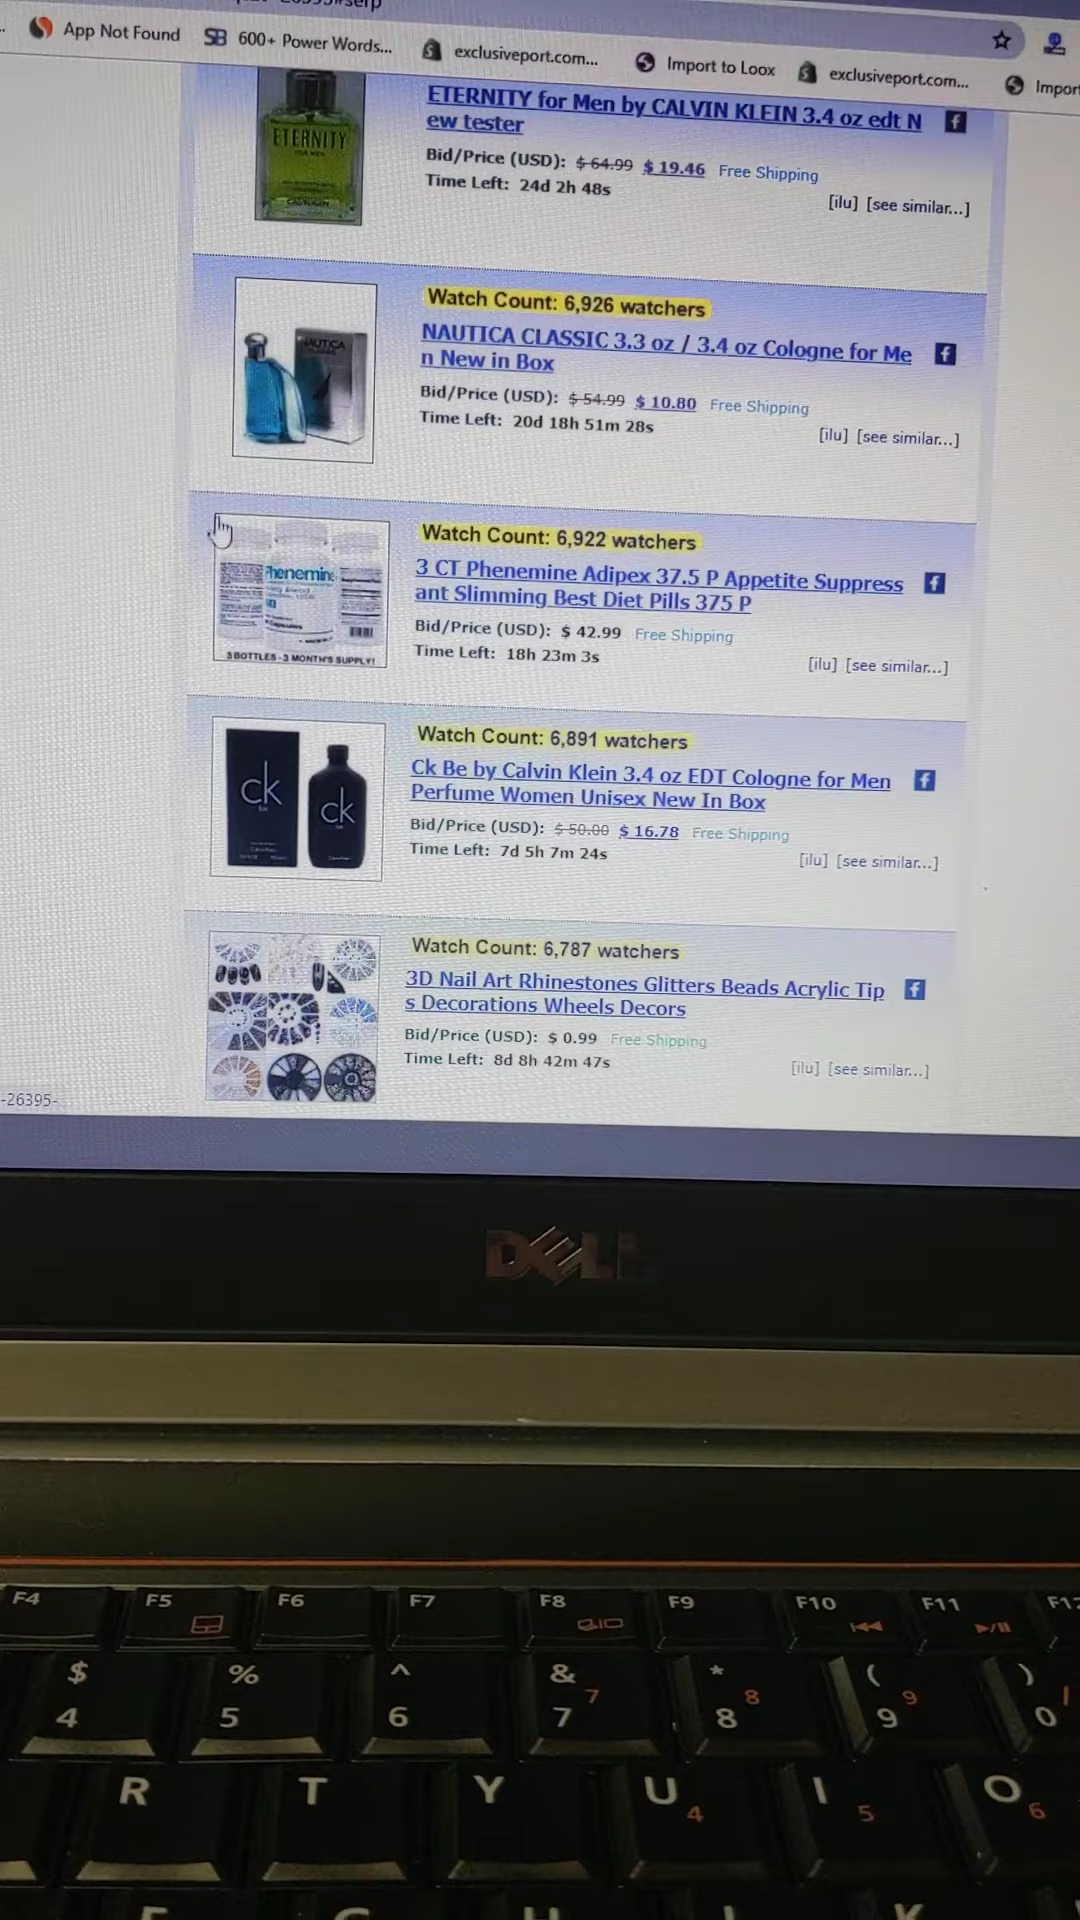 App Not Found
SB 600+ Power Words...
exclusiveport.com...
Import to Loox
exclusiveport.com...
ETERNITY
ETERNITY for Men by CALVIN KLEIN 3.4 oz edt N
ew tester
Bid/Price (USD): $ 64.99 $ 19.46 Free Shipping
Time Left: 24d 2h 48s
[ilu] [see similar...]
NAUTICA
Watch Count: 6,926 watchers
NAUTICA CLASSIC 3.3 oz / 3.4 oz Cologne for Me
n New in Box
Bid/Price (USD): $ 54.99 $ 10.80 Free Shipping
Time Left: 20d 18h 51m 28s
[ilu] [see similar...]
Phenemine
3 BOTTLES - 3 MONTH'S SUPPLY!
Watch Count: 6,922 watchers
3 CT Phenemine Adipex 37.5 P Appetite Suppress
ant Slimming Best Diet Pills 375 P
Bid/Price (USD): $ 42.99 Free Shipping
Time Left: 18h 23m 3s
[ilu] [see similar...]
ck
ck
Watch Count: 6,891 watchers
Ck Be by Calvin Klein 3.4 oz EDT Cologne for Men
Perfume Women Unisex New In Box
Bid/Price (USD): $ 50.00 $ 16.78 Free Shipping
Time Left: 7d 5h 7m 24s
[ilu] [see similar...]
Watch Count: 6,787 watchers
3D Nail Art Rhinestones Glitters Beads Acrylic Tip
s Decorations Wheels Decors
Bid/Price (USD): $ 0.99 Free Shipping
Time Left: 8d 8h 42m 47s
[ilu] [see similar...]
-26395-
DELL
F4 F5 F6 F7 F8 F9 F10 F11
$ % ^ & * ( )
4 5 6 7 7 8 8 9 9 0
R T Y U 4 I 5 O 6